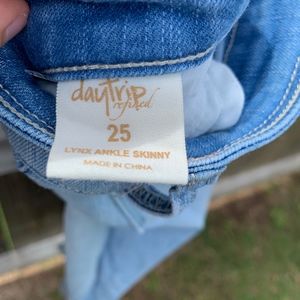 daytrip
refined
25
LYNX ANKLE SKINNY
MADE IN CHINA